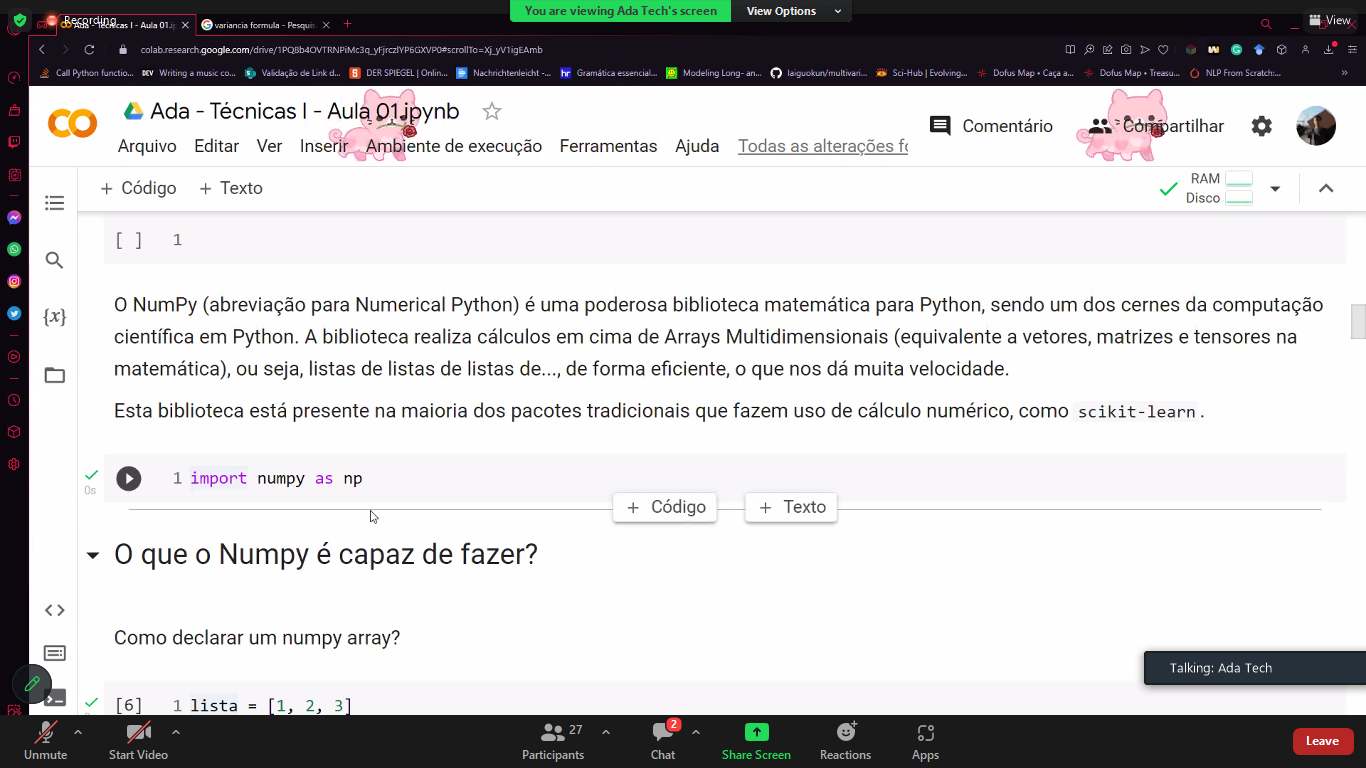 You are viewing Ada Tech's screen
View Options
Recording
Ada - Técnicas I - Aula 01.i
variancia formula - Pesquis
View
colab.research.google.com/drive/1PQ8b4OVTRNPiMc3q_yFjrczlYP6GXVP0#scrollTo=Xj_yV1igEAmb
Call Python functio...
Writing a music co...
Validação de Link d...
DER SPIEGEL | Onlin...
Nachrichtenleicht -...
Gramática essencial...
Modeling Long- an...
laiguokun/multivari...
Sci-Hub | Evolving...
Dofus Map • Caça a...
Dofus Map • Treasu...
NLP From Scratch:...
Ada - Técnicas I - Aula 01.ipynb
Comentário
Compartilhar
Arquivo Editar Ver Inserir Ambiente de execução Ferramentas Ajuda Todas as alterações fo
+ Código + Texto
RAM
Disco
[ ] 1
O NumPy (abreviação para Numerical Python) é uma poderosa biblioteca matemática para Python, sendo um dos cernes da computação
científica em Python. A biblioteca realiza cálculos em cima de Arrays Multidimensionais (equivalente a vetores, matrizes e tensores na
matemática), ou seja, listas de listas de listas de..., de forma eficiente, o que nos dá muita velocidade.
Esta biblioteca está presente na maioria dos pacotes tradicionais que fazem uso de cálculo numérico, como scikit-learn.
0s
1 import numpy as np
+ Código + Texto
O que o Numpy é capaz de fazer?
Como declarar um numpy array?
Talking: Ada Tech
[6] 1 lista = [1, 2, 3]
Unmute
Start Video
Participants 27
Chat 2
Share Screen
Reactions
Apps
Leave